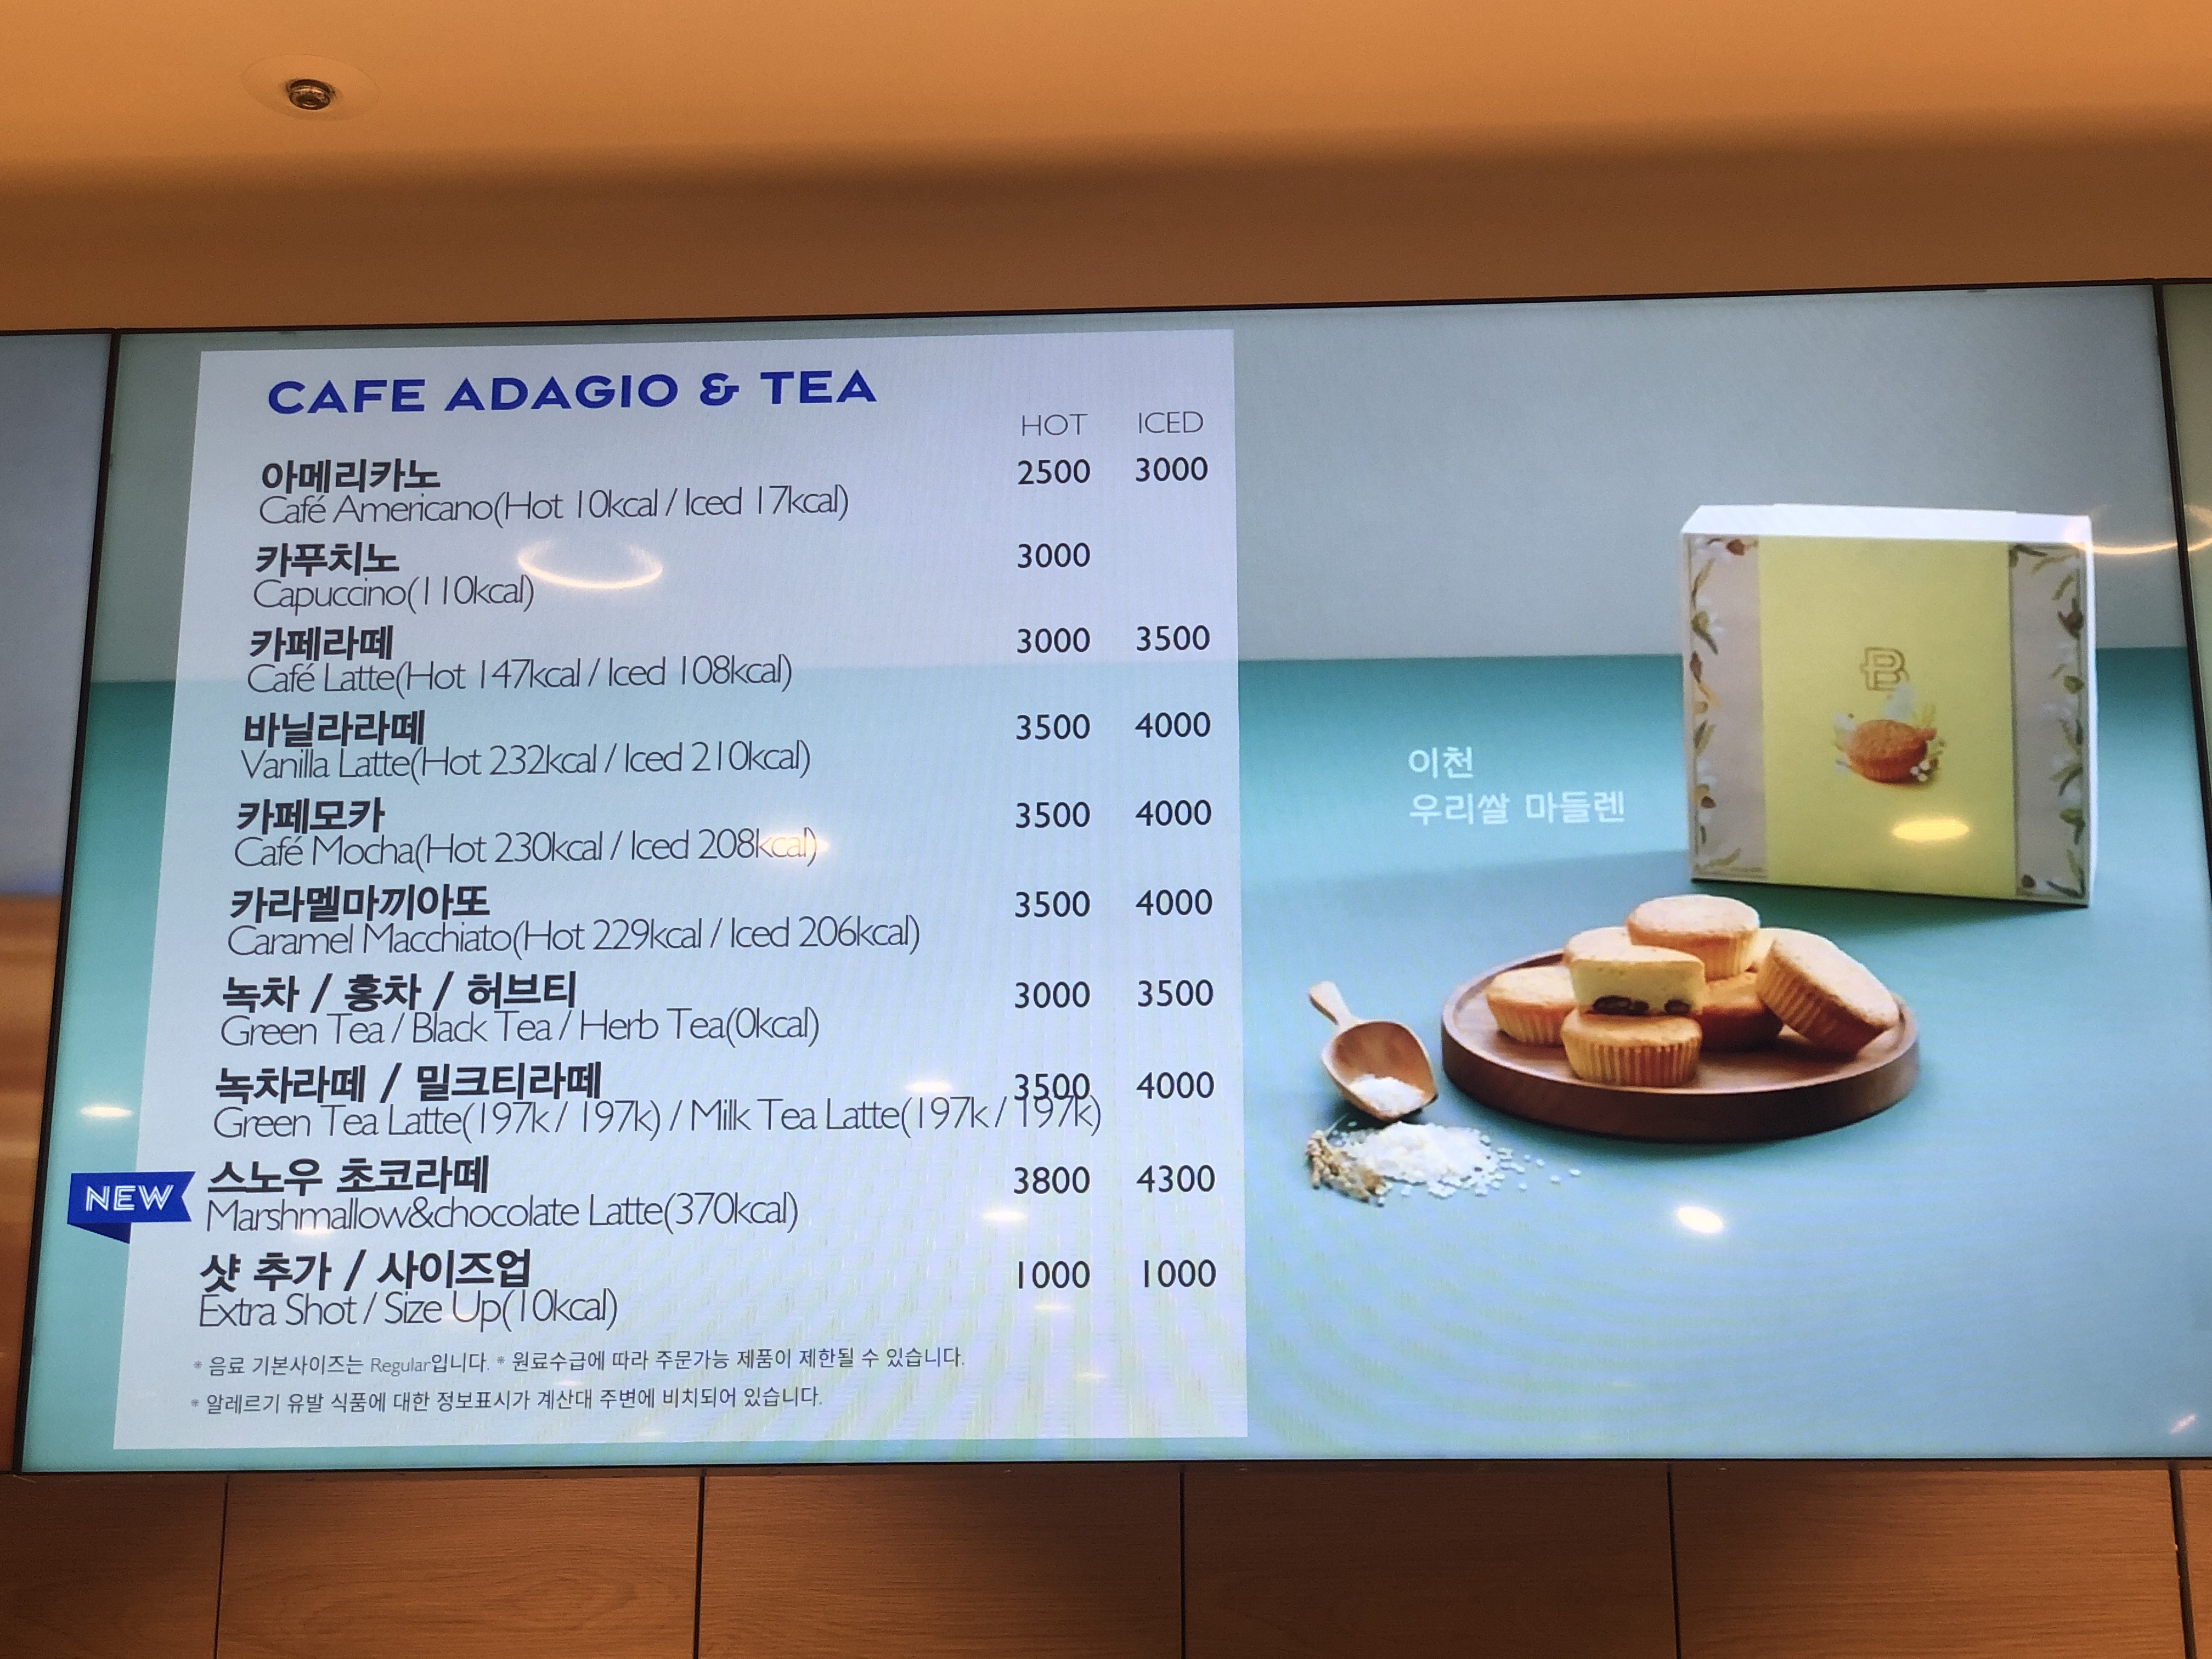 CAFE ADAGIO & TEA
HOT ICED
아메리카노 2500 3000
Café Americano(Hot 10kcal / Iced 17kcal)
카푸치노 3000
Capuccino(110kcal)
카페라떼 3000 3500
Café Latte(Hot 147kcal / Iced 108kcal)
바닐라라떼 3500 4000
Vanilla Latte(Hot 232kcal / Iced 210kcal)
카페모카 3500 4000
Café Mocha(Hot 230kcal / Iced 208kcal)
카라멜마끼아또 3500 4000
Caramel Macchiato(Hot 229kcal / Iced 206kcal)
녹차 / 홍차 / 허브티 3000 3500
Green Tea / Black Tea / Herb Tea(0kcal)
녹차라떼 / 밀크티라떼 3500 4000
Green Tea Latte(197k / 197k) / Milk Tea Latte(197k / 197k)
NEW 스노우 초코라떼 3800 4300
Marshmallow&chocolate Latte(370kcal)
샷 추가 / 사이즈업 1000 1000
Extra Shot / Size Up(10kcal)
* 음료 기본사이즈는 Regular입니다. * 원료수급에 따라 주문가능 제품이 제한될 수 있습니다.
* 알레르기 유발 식품에 대한 정보표시가 계산대 주변에 비치되어 있습니다.
이천
우리쌀 마들렌
B